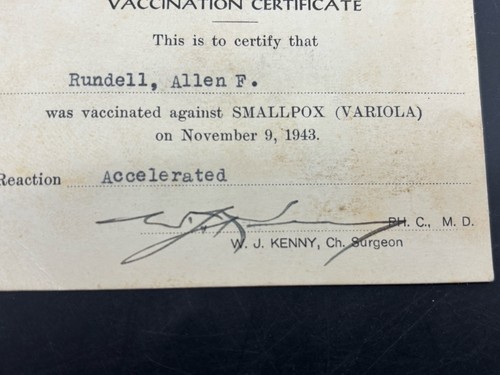 VACCINATION CERTIFICATE
This is to certify that
Rundell, Allen F.
was vaccinated against SMALLPOX (VARIOLA)
on November 9, 1943.
Reaction Accelerated
PH. C., M. D.
W. J. KENNY, Ch. Surgeon